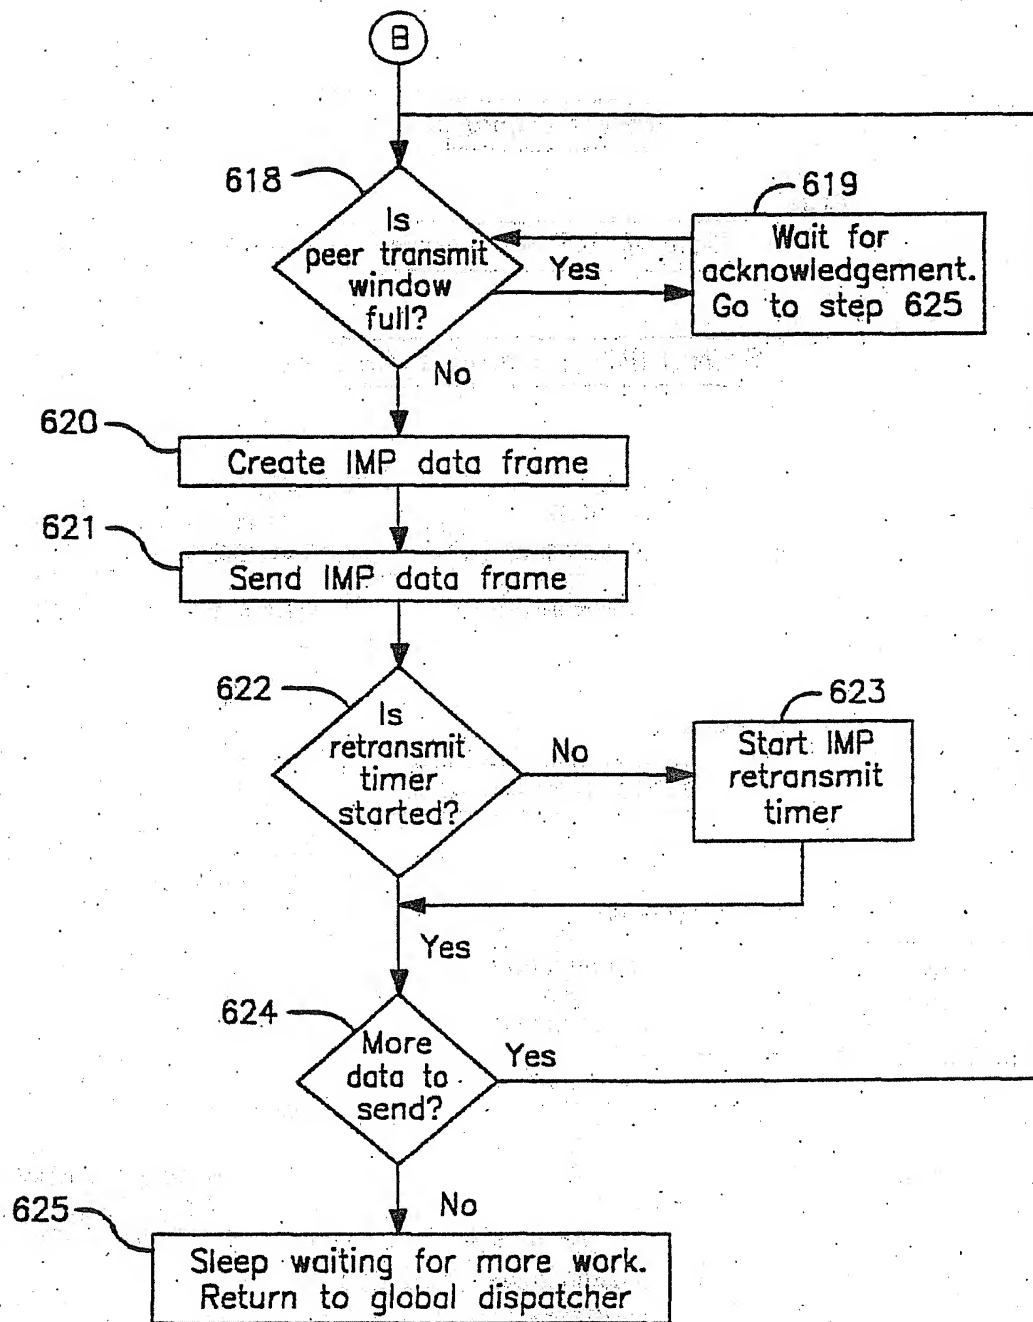 B
618
Is
peer transmit
window
full?
Yes
No
619
Wait for
acknowledgement.
Go to step 625
620
Create IMP data frame
621
Send IMP data frame
622
Is
retransmit
timer
started?
No
Yes
623
Start IMP
retransmit
timer
624
More
data to
send?
Yes
No
625
Sleep waiting for more work.
Return to global dispatcher